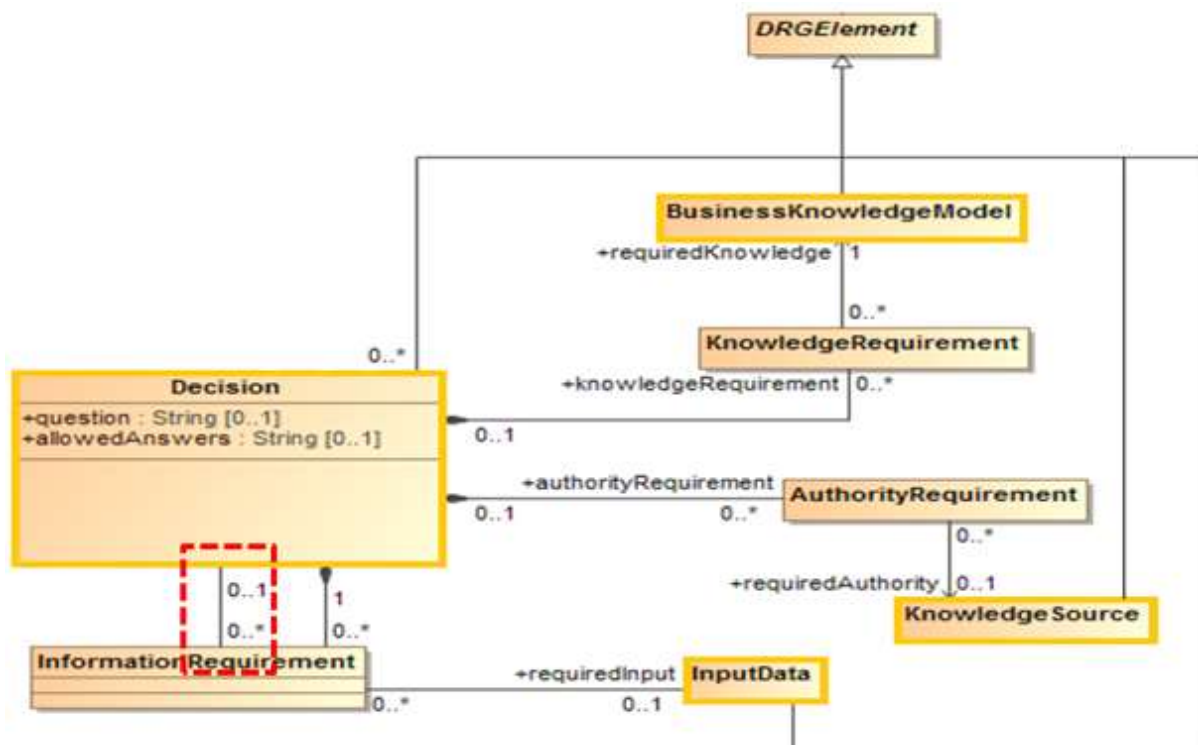 DRGElement
BusinessKnowledgeModel
+requiredKnowledge 1
0..*
KnowledgeRequirement
0..*
+knowledgeRequirement 0..*
Decision
+question : String [0..1]
+allowedAnswers : String [0..1]
0..1
+authorityRequirement
AuthorityRequirement
0..1
0..*
0..*
0..1
1
+requiredAuthority 0..1
KnowledgeSource
0..*
0..*
InformationRequirement
+requiredInput
InputData
0..*
0..1